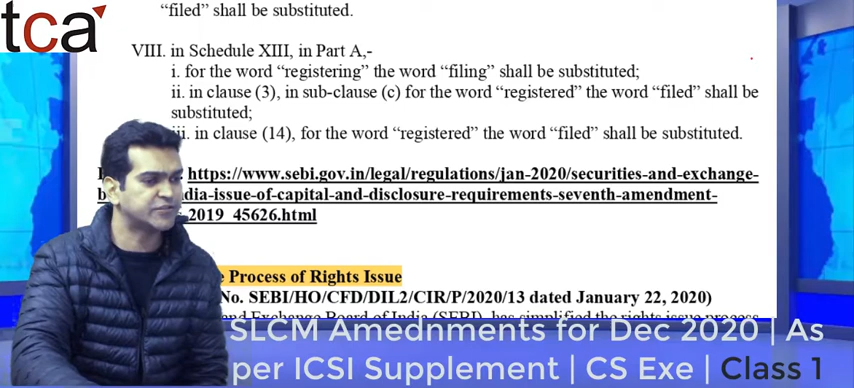 tca
"filed" shall be substituted.
VIII. in Schedule XIII, in Part A,-
i. for the word "registering" the word "filing" shall be substituted;
ii. in clause (3), in sub-clause (c) for the word "registered" the word "filed" shall be
substituted;
iii. in clause (14), for the word "registered" the word "filed" shall be substituted.
https://www.sebi.gov.in/legal/regulations/jan-2020/securities-and-exchange-
-issue-of-capital-and-disclosure-requirements-seventh-amendment-
2019_45626.html
Process of Rights Issue
No. SEBI/HO/CFD/DIL2/CIR/P/2020/13 dated January 22, 2020)
and Exchange Board of India (SEBI), has simplified the rights issue process
SLCM Amednments for Dec 2020 | As
per ICSI Supplement | CS Exe | Class 1